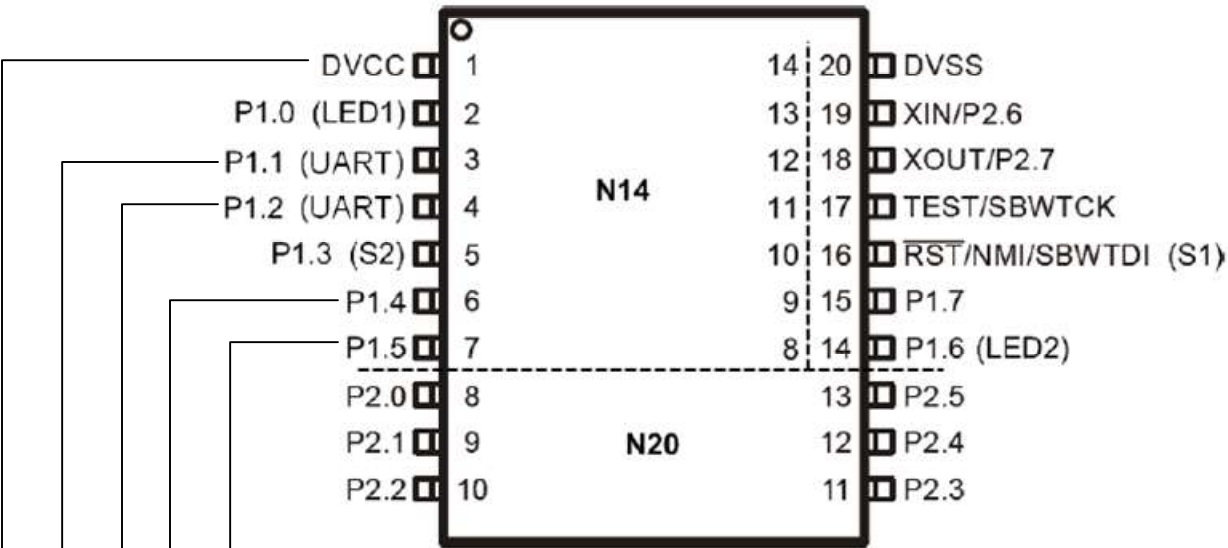 DVCC 1 14 20 DVSS
P1.0 (LED1) 2 13 19 XIN/P2.6
P1.1 (UART) 3 12 18 XOUT/P2.7
N14
P1.2 (UART) 4 11 17 TEST/SBWTCK
P1.3 (S2) 5 10 16 RST/NMI/SBWTDI (S1)
P1.4 6 9 15 P1.7
P1.5 7 8 14 P1.6 (LED2)
P2.0 8 13 P2.5
P2.1 9 N20 12 P2.4
P2.2 10 11 P2.3